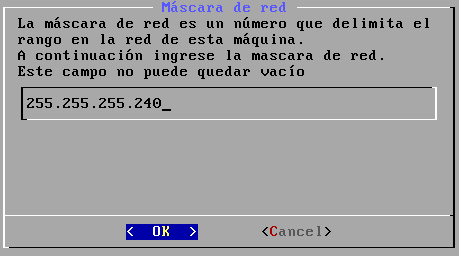 Máscara de red
La máscara de red es un número que delimita el
rango en la red de esta máquina.
A continuación ingrese la mascara de red.
Este campo no puede quedar vacío
255.255.255.240_
<  OK  >
<Cancel>